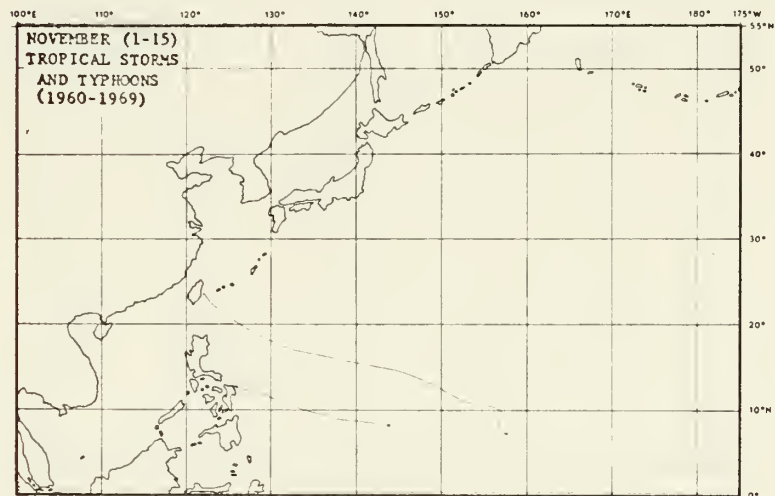 100°E 110°E 120°E 130°E 140°E 150°E 160°E 170°E 175°W
NOVEMBER (1-15)
TROPICAL STORMS
AND TYPHOONS
(1960-1969)
55°N
50°
40°
30°
20°
10°N
0°